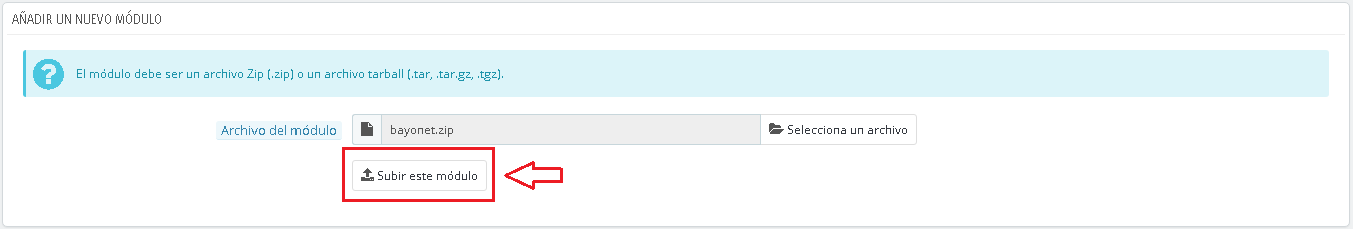 AÑADIR UN NUEVO MÓDULO
El módulo debe ser un archivo Zip (.zip) o un archivo tarball (.tar, .tar.gz, .tgz).
Archivo del módulo bayonet.zip Selecciona un archivo
Subir este módulo